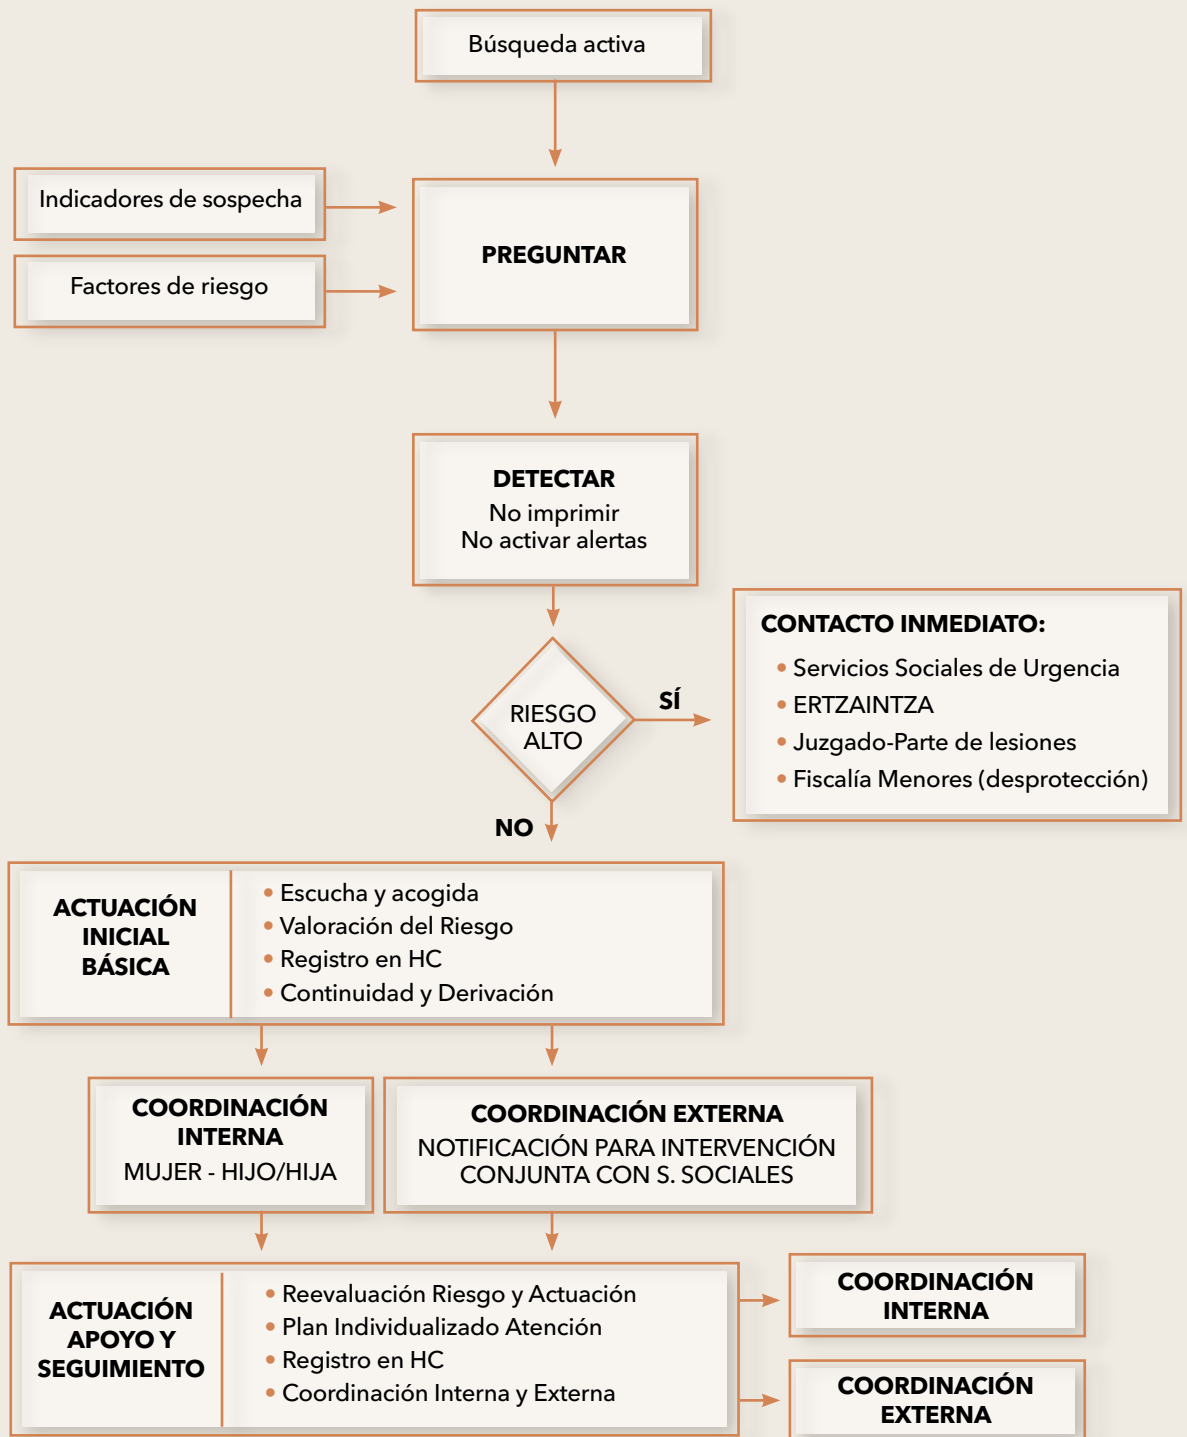 Búsqueda activa
Indicadores de sospecha
Factores de riesgo
PREGUNTAR
DETECTAR
No imprimir
No activar alertas
RIESGO
ALTO
SÍ
CONTACTO INMEDIATO:
• Servicios Sociales de Urgencia
• ERTZAINTZA
• Juzgado-Parte de lesiones
• Fiscalía Menores (desprotección)
NO
ACTUACIÓN
INICIAL
BÁSICA
• Escucha y acogida
• Valoración del Riesgo
• Registro en HC
• Continuidad y Derivación
COORDINACIÓN
INTERNA
MUJER - HIJO/HIJA
COORDINACIÓN EXTERNA
NOTIFICACIÓN PARA INTERVENCIÓN
CONJUNTA CON S. SOCIALES
ACTUACIÓN
APOYO Y
SEGUIMIENTO
• Reevaluación Riesgo y Actuación
• Plan Individualizado Atención
• Registro en HC
• Coordinación Interna y Externa
COORDINACIÓN
INTERNA
COORDINACIÓN
EXTERNA